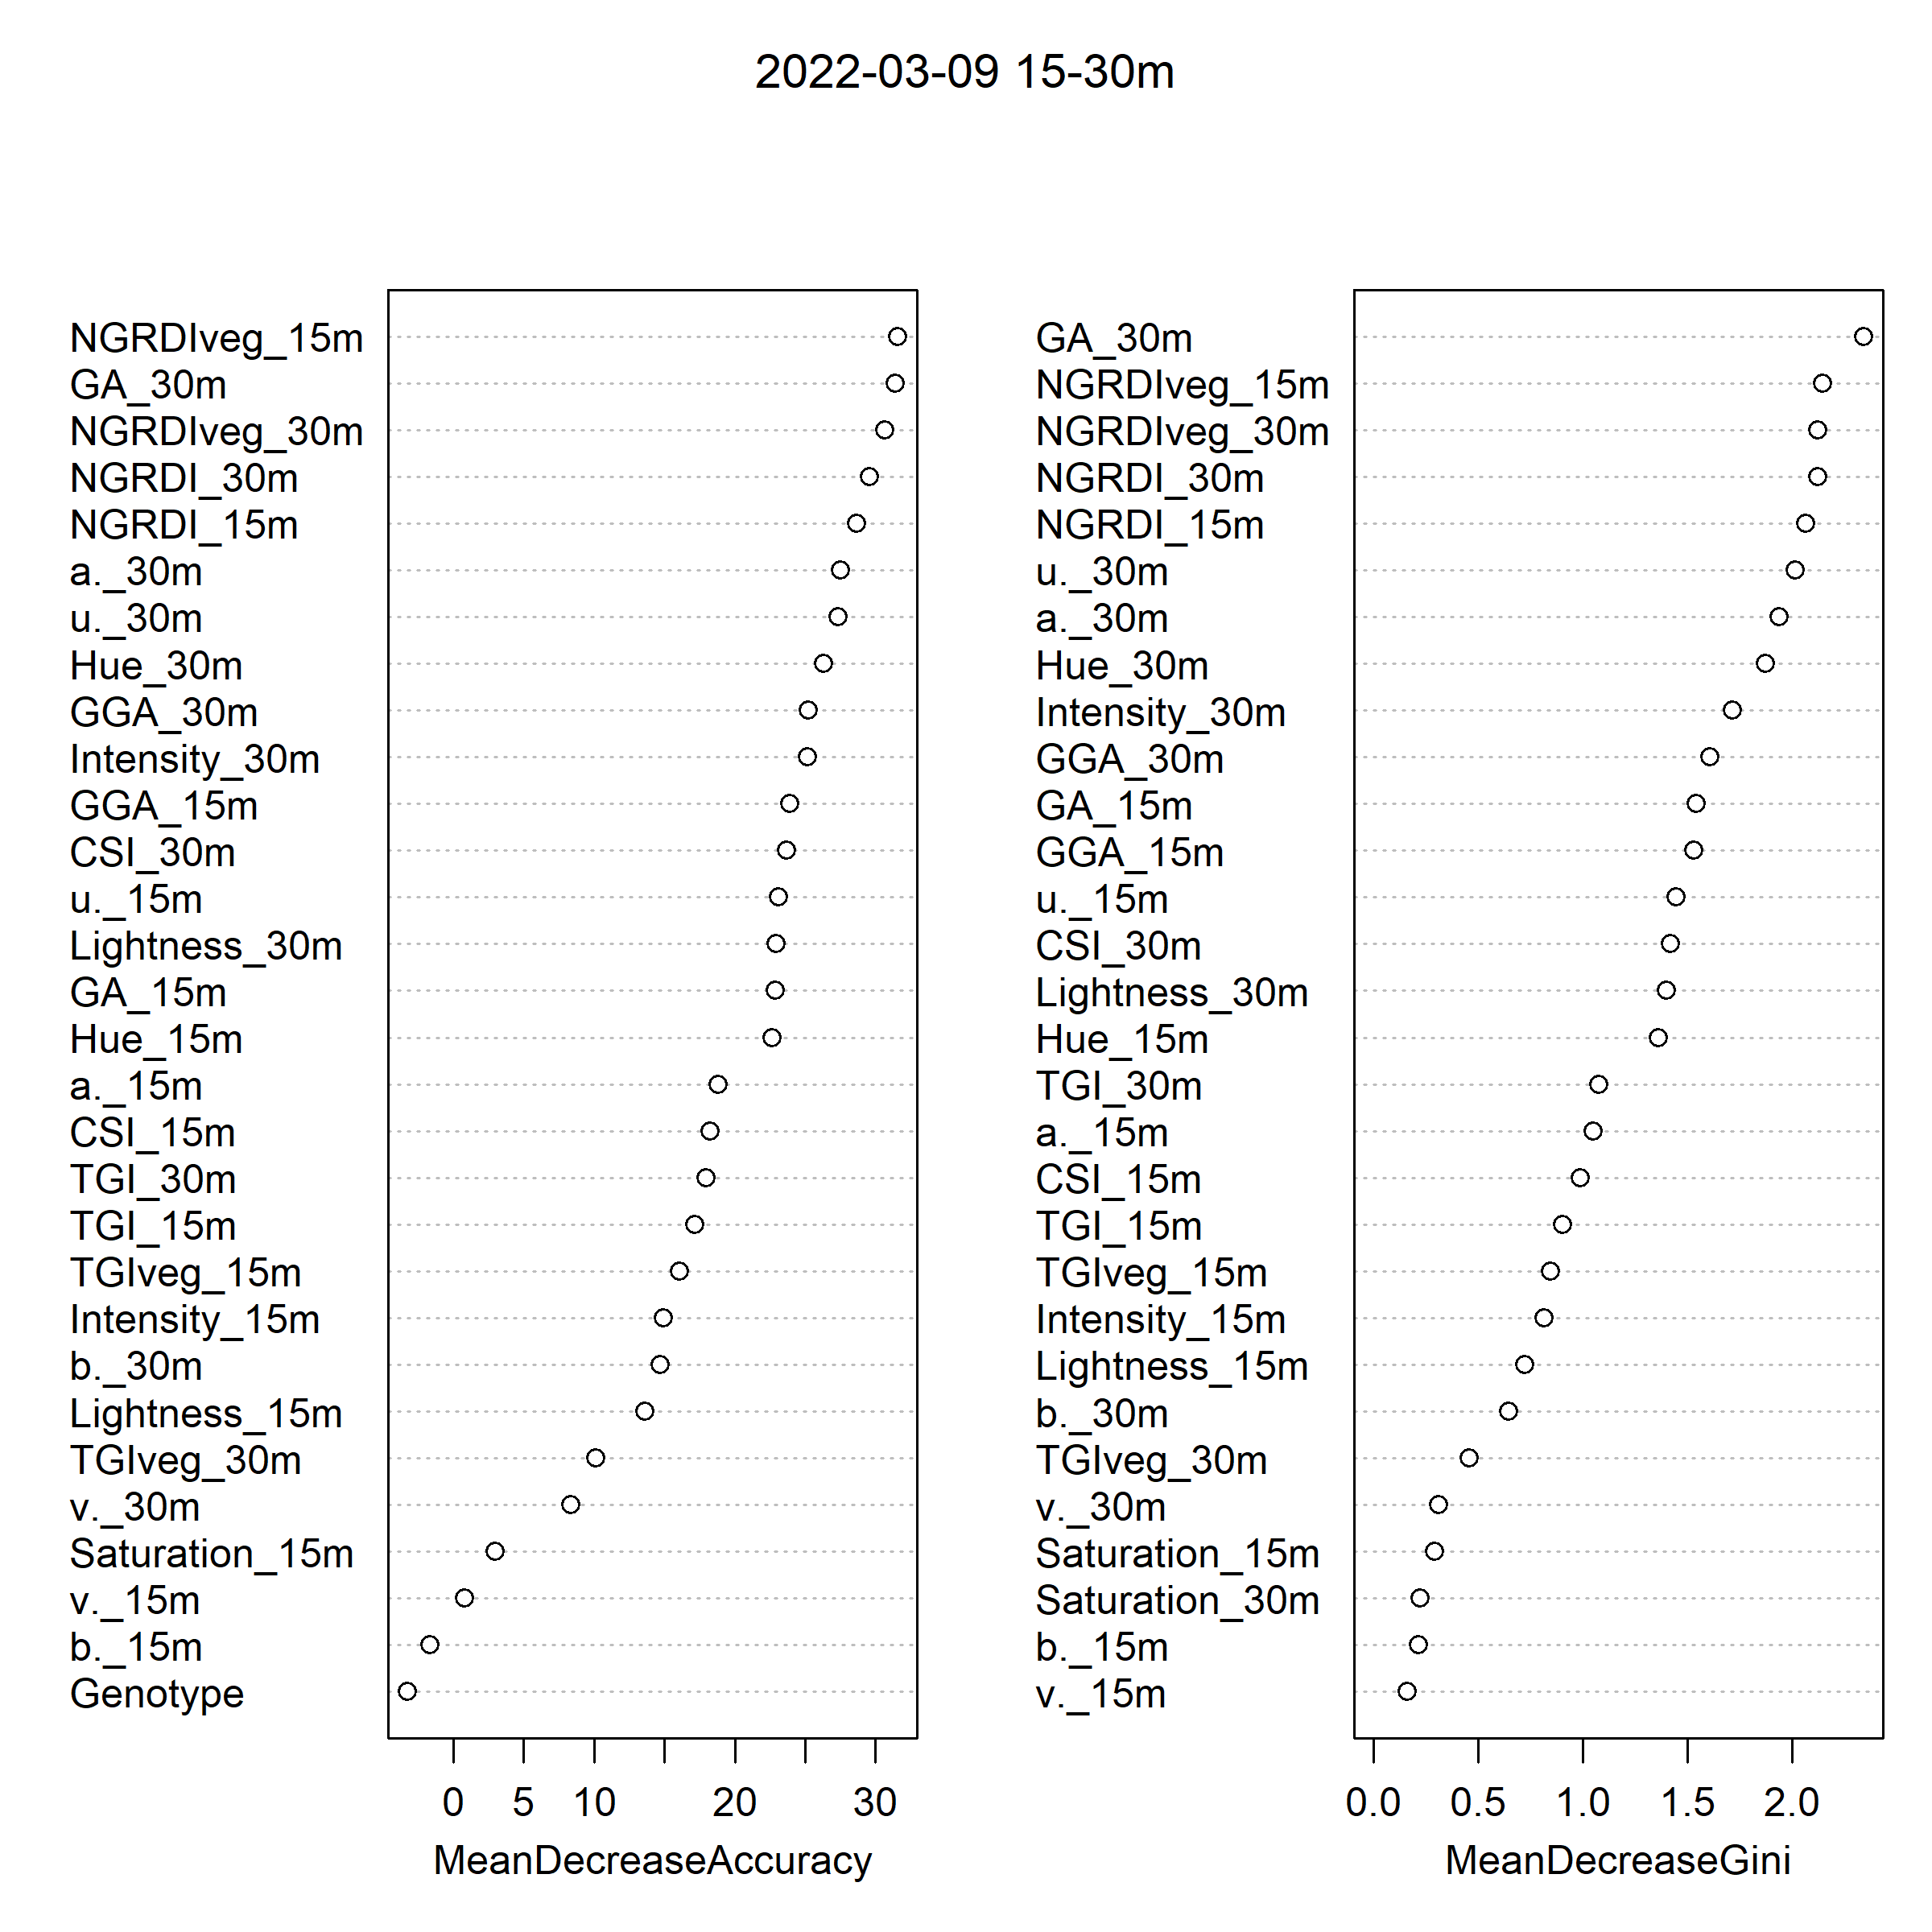 2022-03-09 15-30m
NGRDIveg_15m
GA_30m
NGRDIveg_30m
NGRDI_30m
NGRDI_15m
a._30m
u._30m
Hue_30m
GGA_30m
Intensity_30m
GGA_15m
CSI_30m
u._15m
Lightness_30m
GA_15m
Hue_15m
a._15m
CSI_15m
TGI_30m
TGI_15m
TGIveg_15m
Intensity_15m
b._30m
Lightness_15m
TGIveg_30m
v._30m
Saturation_15m
v._15m
b._15m
Genotype
0 5 10 20 30
MeanDecreaseAccuracy
GA_30m
NGRDIveg_15m
NGRDIveg_30m
NGRDI_30m
NGRDI_15m
u._30m
a._30m
Hue_30m
Intensity_30m
GGA_30m
GA_15m
GGA_15m
u._15m
CSI_30m
Lightness_30m
Hue_15m
TGI_30m
a._15m
CSI_15m
TGI_15m
TGIveg_15m
Intensity_15m
Lightness_15m
b._30m
TGIveg_30m
v._30m
Saturation_15m
Saturation_30m
b._15m
v._15m
0.0 0.5 1.0 1.5 2.0
MeanDecreaseGini